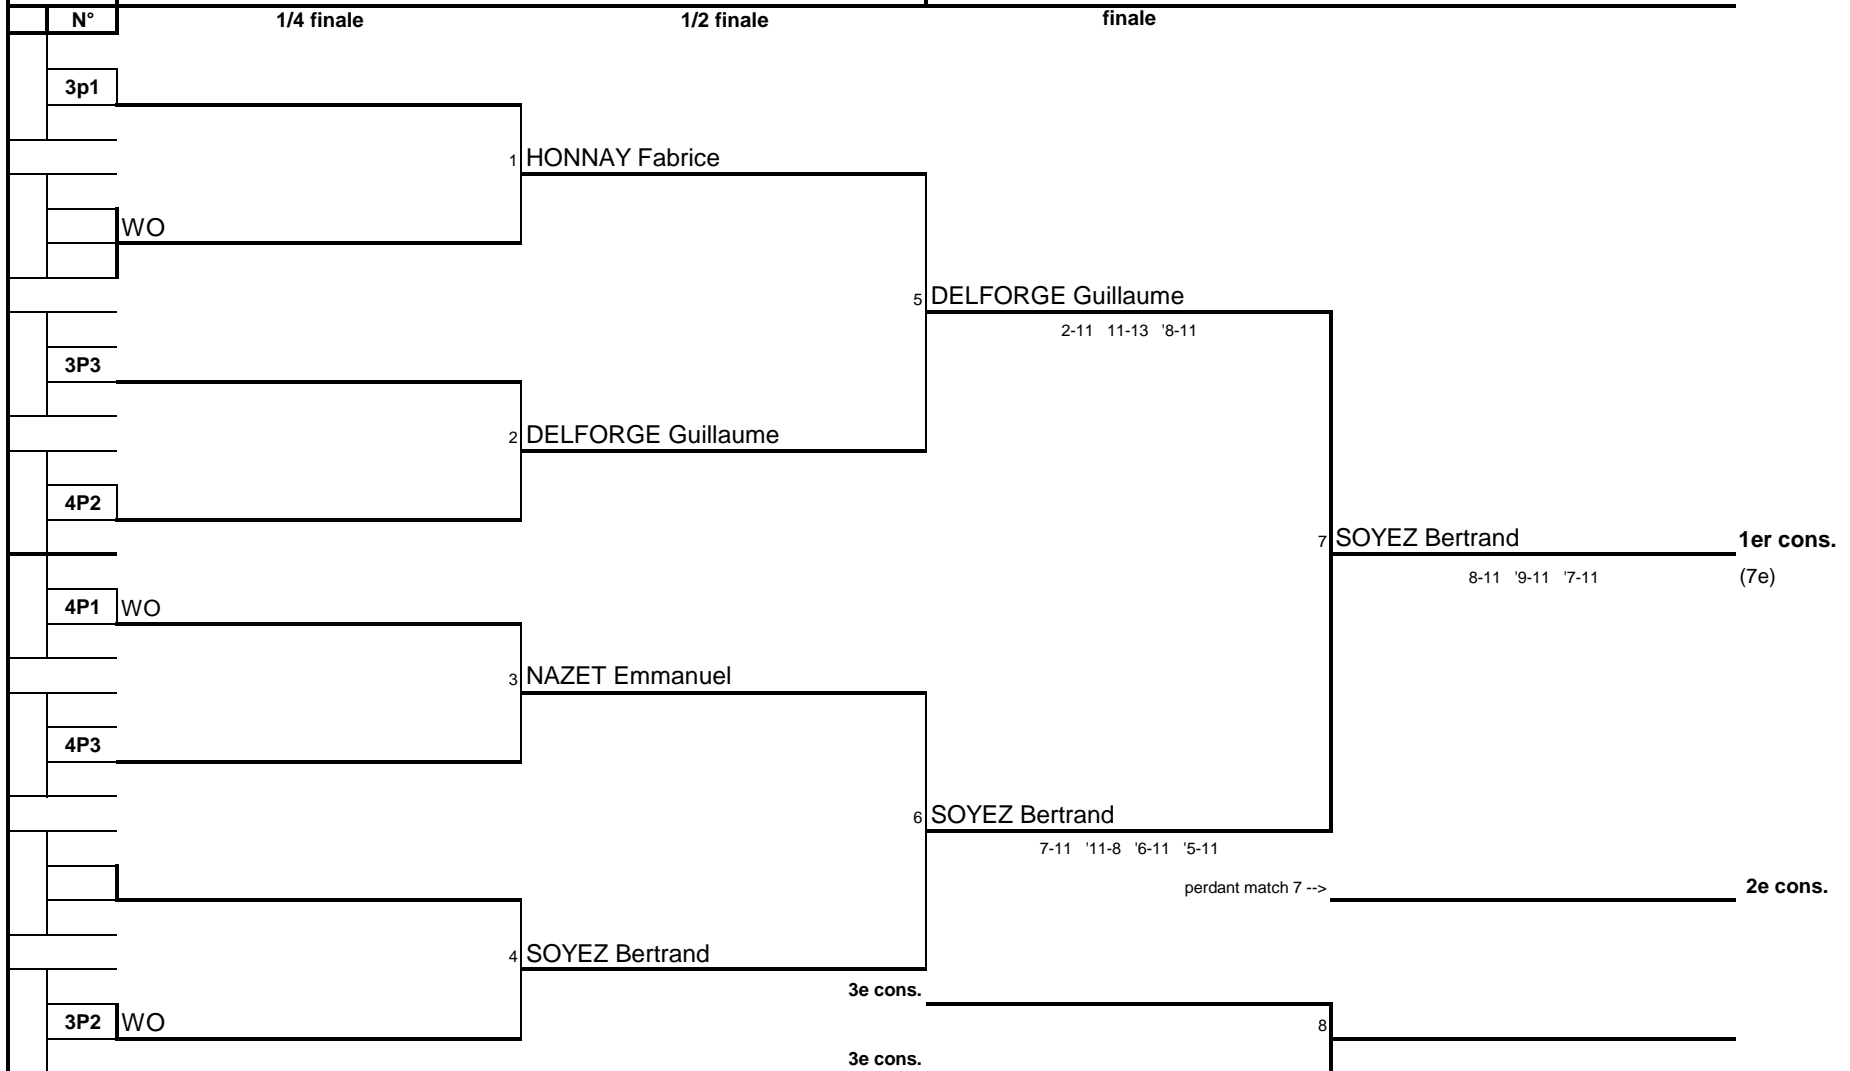 N° 1/4 finale 1/2 finale finale
3p1
1 HONNAY Fabrice
WO
5 DELFORGE Guillaume
2-11 11-13 '8-11
3P3
2 DELFORGE Guillaume
4P2
7 SOYEZ Bertrand 1er cons.
8-11 '9-11 '7-11 (7e)
4P1 WO
3 NAZET Emmanuel
4P3
6 SOYEZ Bertrand
7-11 '11-8 '6-11 '5-11
perdant match 7 --> 2e cons.
4 SOYEZ Bertrand
3e cons.
3P2 WO 8
3e cons.